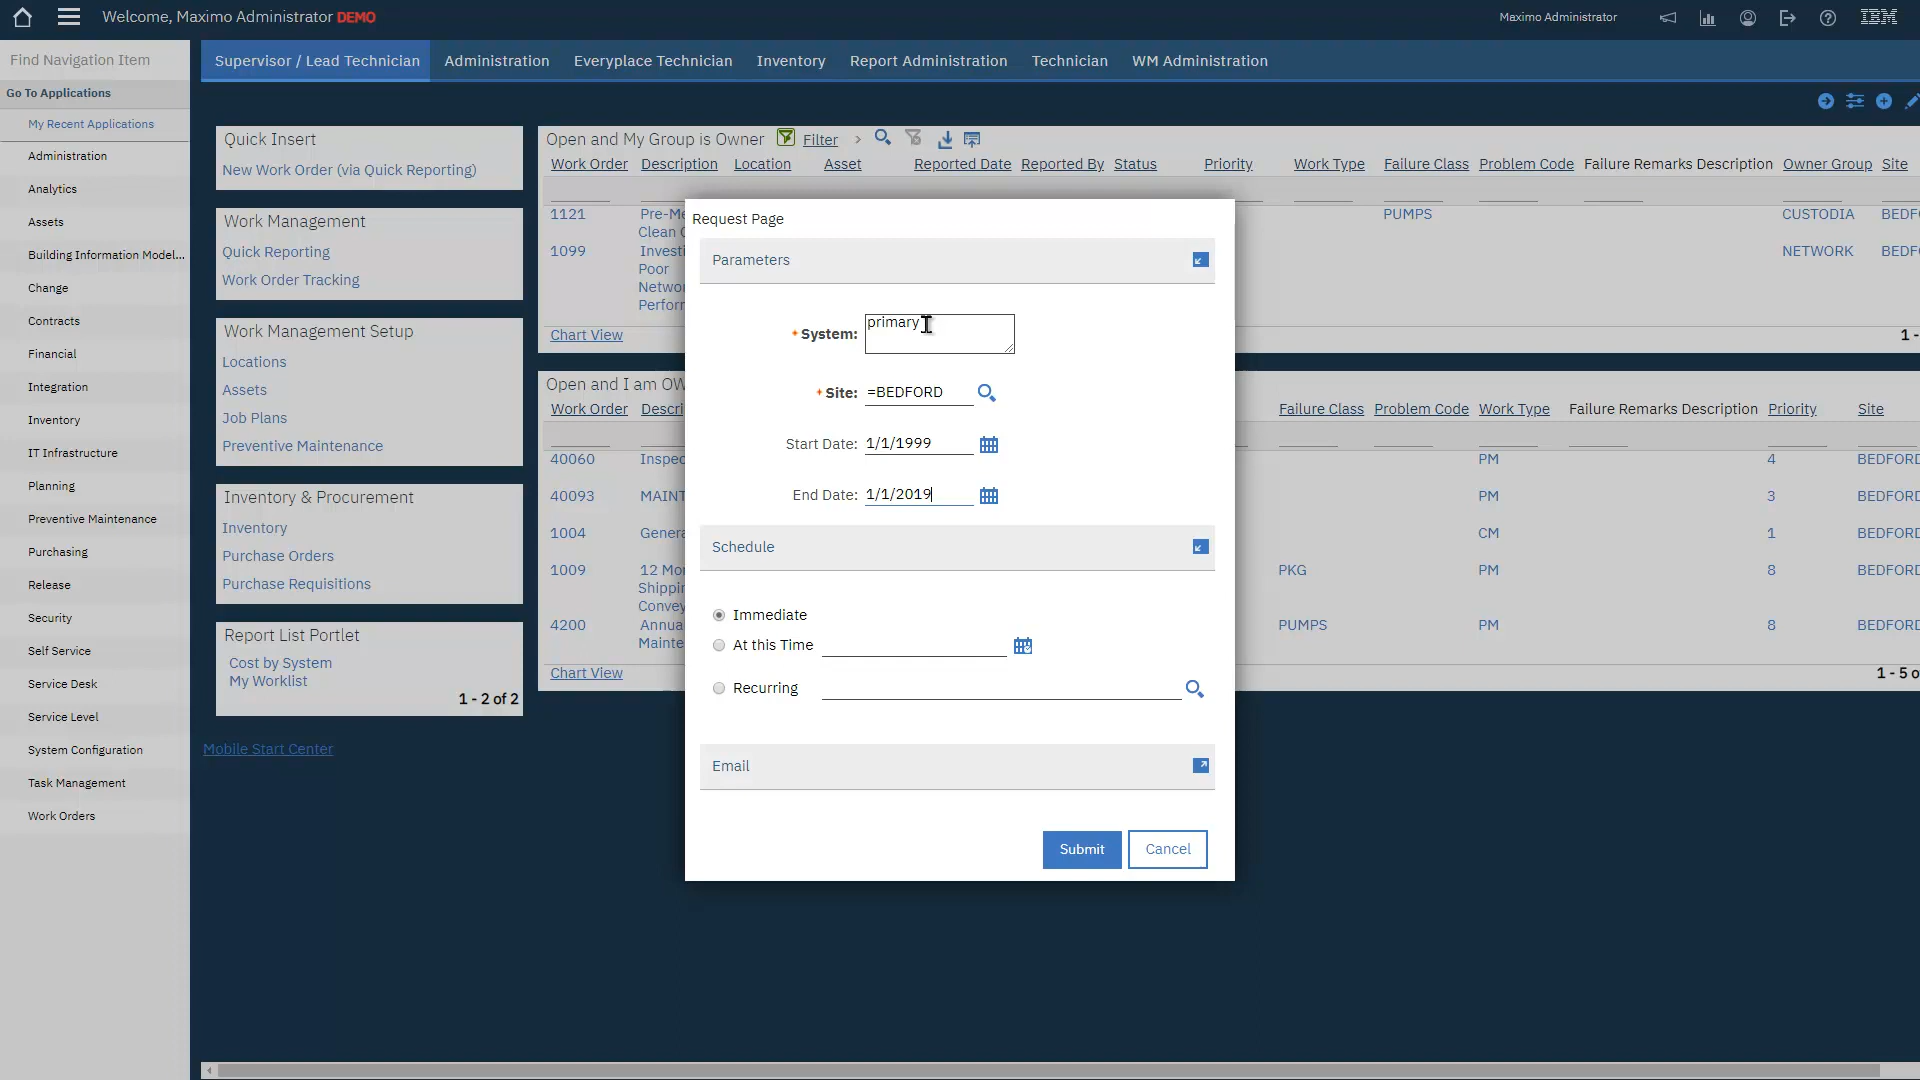 Welcome, Maximo Administrator DEMO
Maximo Administrator
IBM
Find Navigation Item
Go To Applications
My Recent Applications
Administration
Analytics
Assets
Building Information Model...
Change
Contracts
Financial
Integration
Inventory
IT Infrastructure
Planning
Preventive Maintenance
Purchasing
Release
Security
Self Service
Service Desk
Service Level
System Configuration
Task Management
Work Orders
Supervisor / Lead Technician Administration Everyplace Technician Inventory Report Administration Technician WM Administration
Quick Insert
New Work Order (via Quick Reporting)
Work Management
Quick Reporting
Work Order Tracking
Work Management Setup
Locations
Assets
Job Plans
Preventive Maintenance
Inventory & Procurement
Inventory
Purchase Orders
Purchase Requisitions
Report List Portlet
Cost by System
My Worklist
1 - 2 of 2
Mobile Start Center
Open and My Group is Owner Filter >
Work Order Description Location Asset Reported Date Reported By Status Priority Work Type Failure Class Problem Code Failure Remarks Description Owner Group Site
1121 Pre-Me PUMPS CUSTODIA BEDF
Clean
1099 Investi NETWORK BEDF
Poor
Networ
Perfor
Chart View 1 -
Open and I am OW
Work Order Descri Failure Class Problem Code Work Type Failure Remarks Description Priority Site
40060 Inspec PM 4 BEDFORD
40093 MAINT PM 3 BEDFORD
1004 Genera CM 1 BEDFORD
1009 12 Mon PKG PM 8 BEDFORD
Shippin
Convey
4200 Annua PUMPS PM 8 BEDFORD
Mainte
Chart View 1 - 5 o
Request Page
Parameters
*System: primary
*Site: =BEDFORD
Start Date: 1/1/1999
End Date: 1/1/2019
Schedule
Immediate
At this Time
Recurring
Email
Submit Cancel